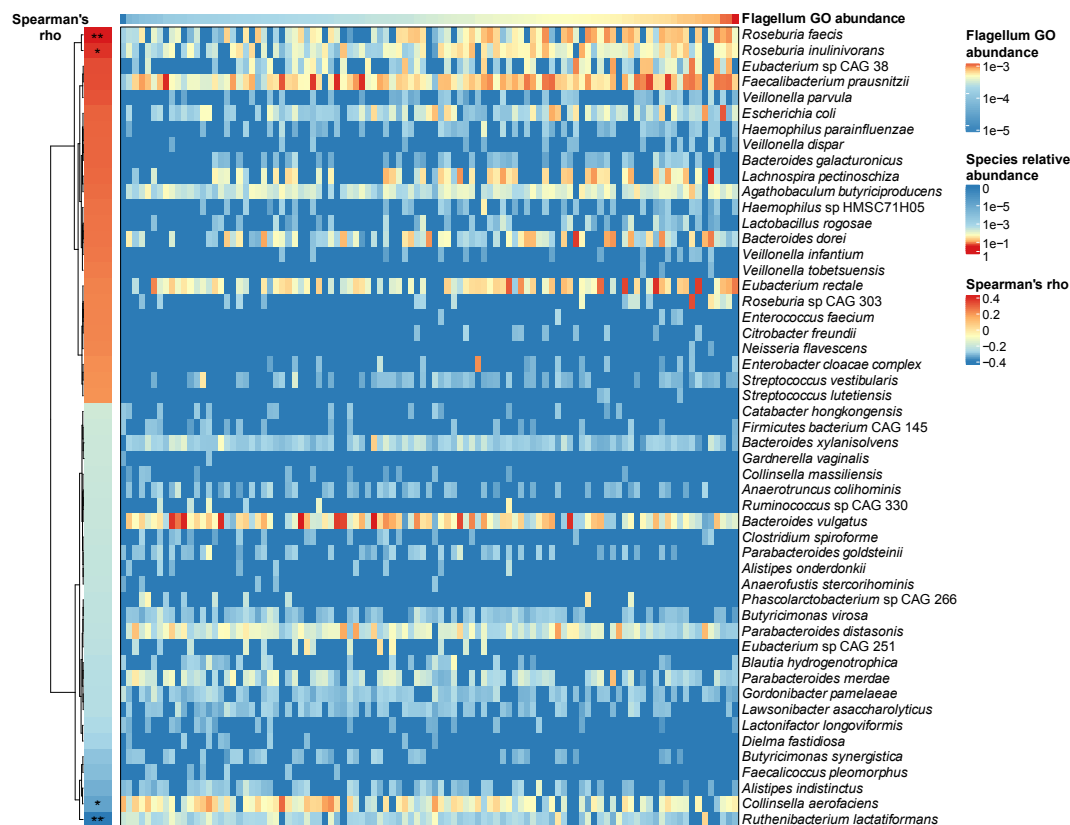 Spearman's
rho
Flagellum GO abundance
**
Roseburia faecis
*
Roseburia inulinivorans
Eubacterium sp CAG 38
Faecalibacterium prausnitzii
Veillonella parvula
Escherichia coli
Haemophilus parainfluenzae
Veillonella dispar
Bacteroides galacturonicus
Lachnospira pectinoschiza
Agathobaculum butyriciproducens
Haemophilus sp HMSC71H05
Lactobacillus rogosae
Bacteroides dorei
Veillonella infantium
Veillonella tobetsuensis
Eubacterium rectale
Roseburia sp CAG 303
Enterococcus faecium
Citrobacter freundii
Neisseria flavescens
Enterobacter cloacae complex
Streptococcus vestibularis
Streptococcus lutetiensis
Catabacter hongkongensis
Firmicutes bacterium CAG 145
Bacteroides xylanisolvens
Gardnerella vaginalis
Collinsella massiliensis
Anaerotruncus colihominis
Ruminococcus sp CAG 330
Bacteroides vulgatus
Clostridium spiroforme
Parabacteroides goldsteinii
Alistipes onderdonkii
Anaerofustis stercorihominis
Phascolarctobacterium sp CAG 266
Butyricimonas virosa
Parabacteroides distasonis
Eubacterium sp CAG 251
Blautia hydrogenotrophica
Parabacteroides merdae
Gordonibacter pamelaeae
Lawsonibacter asaccharolyticus
Lactonifactor longoviformis
Dielma fastidiosa
Butyricimonas synergistica
Faecalicoccus pleomorphus
Alistipes indistinctus
*
Collinsella aerofaciens
**
Ruthenibacterium lactatiformans
Flagellum GO
abundance
1e−3
1e−4
1e−5
Species relative
abundance
0
1e−5
1e−3
1e−1
1
Spearman's rho
0.4
0.2
0
−0.2
−0.4